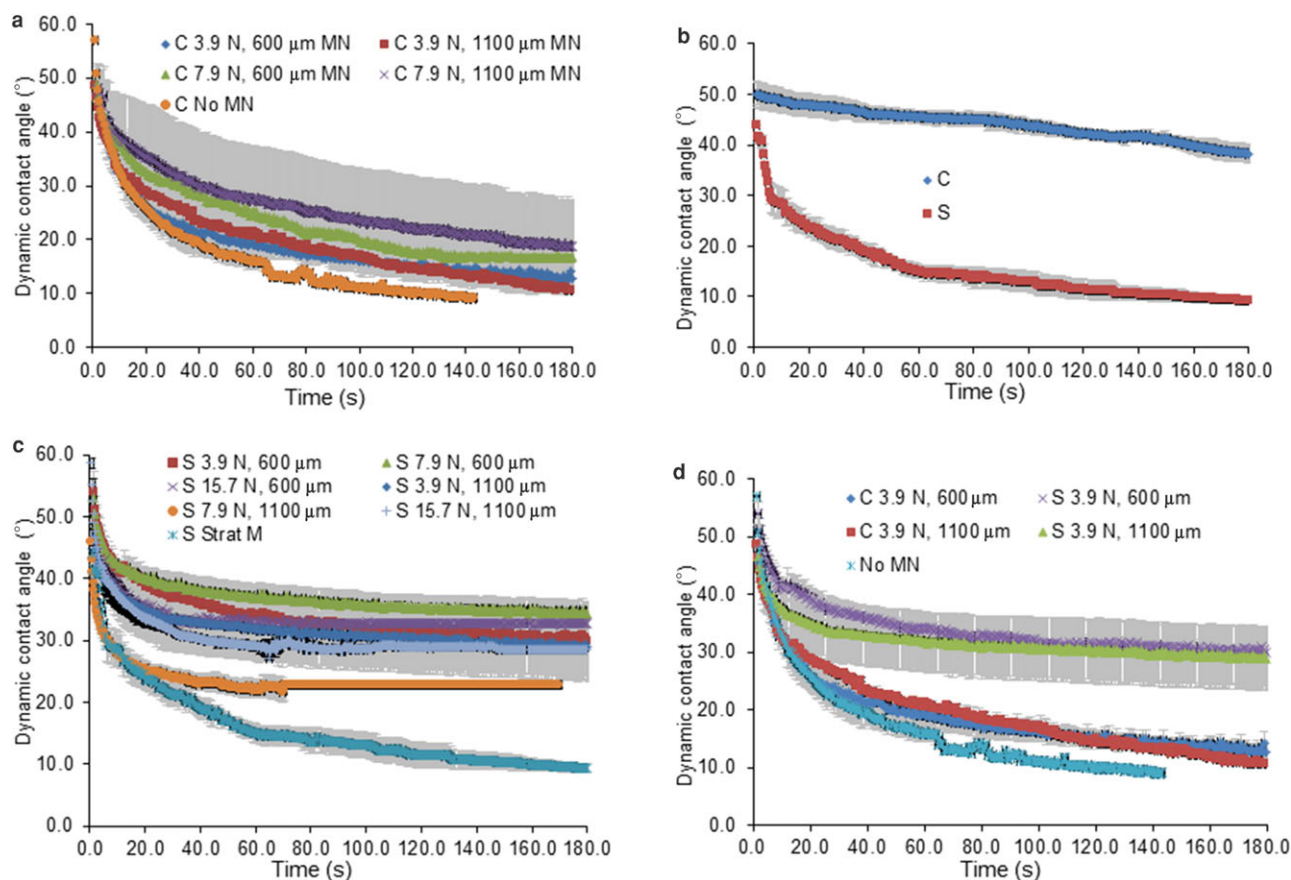 a
60.0
50.0
40.0
30.0
20.0
10.0
0.0
Dynamic contact angle (°)
C 3.9 N, 600 μm MN
C 3.9 N, 1100 μm MN
C 7.9 N, 600 μm MN
C 7.9 N, 1100 μm MN
C No MN
0.0 20.0 40.0 60.0 80.0 100.0 120.0 140.0 160.0 180.0
Time (s)
b
60.0
50.0
40.0
30.0
20.0
10.0
0.0
Dynamic contact angle (°)
C
S
0.0 20.0 40.0 60.0 80.0 100.0 120.0 140.0 160.0 180.0
Time (s)
c
60.0
50.0
40.0
30.0
20.0
10.0
0.0
Dynamic contact angle (°)
S 3.9 N, 600 μm
S 7.9 N, 600 μm
S 15.7 N, 600 μm
S 3.9 N, 1100 μm
S 7.9 N, 1100 μm
S 15.7 N, 1100 μm
S Strat M
0.0 20.0 40.0 60.0 80.0 100.0 120.0 140.0 160.0 180.0
Time (s)
d
60.0
50.0
40.0
30.0
20.0
10.0
0.0
Dynamic contact angle (°)
C 3.9 N, 600 μm
S 3.9 N, 600 μm
C 3.9 N, 1100 μm
S 3.9 N, 1100 μm
No MN
0.0 20.0 40.0 60.0 80.0 100.0 120.0 140.0 160.0 180.0
Time (s)